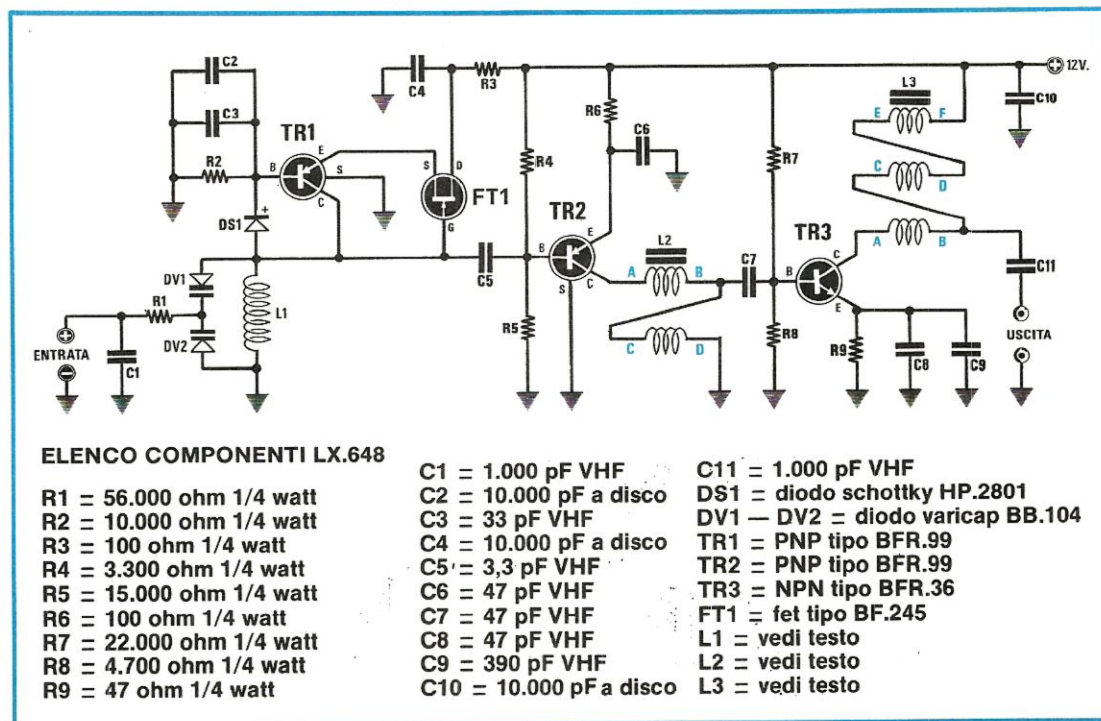 C2
C3
R2
TR1
B
E
S
C
DS1
+
DV1
R1
DV2
L1
ENTRATA
C1
C4
R3
S
D
FT1
G
C5
R4
R5
R6
C6
TR2
B
E
C
S
L2
A
B
C
D
C7
R7
R8
TR3
B
C
E
L3
E
F
C
D
A
B
R9
C8
C9
12V.
C10
C11
USCITA
ELENCO COMPONENTI LX.648
R1 = 56.000 ohm 1/4 watt
R2 = 10.000 ohm 1/4 watt
R3 = 100 ohm 1/4 watt
R4 = 3.300 ohm 1/4 watt
R5 = 15.000 ohm 1/4 watt
R6 = 100 ohm 1/4 watt
R7 = 22.000 ohm 1/4 watt
R8 = 4.700 ohm 1/4 watt
R9 = 47 ohm 1/4 watt
C1 = 1.000 pF VHF
C2 = 10.000 pF a disco
C3 = 33 pF VHF
C4 = 10.000 pF a disco
C5 = 3,3 pF VHF
C6 = 47 pF VHF
C7 = 47 pF VHF
C8 = 47 pF VHF
C9 = 390 pF VHF
C10 = 10.000 pF a disco
C11 = 1.000 pF VHF
DS1 = diodo schottky HP.2801
DV1 — DV2 = diodo varicap BB.104
TR1 = PNP tipo BFR.99
TR2 = PNP tipo BFR.99
TR3 = NPN tipo BFR.36
FT1 = fet tipo BF.245
L1 = vedi testo
L2 = vedi testo
L3 = vedi testo